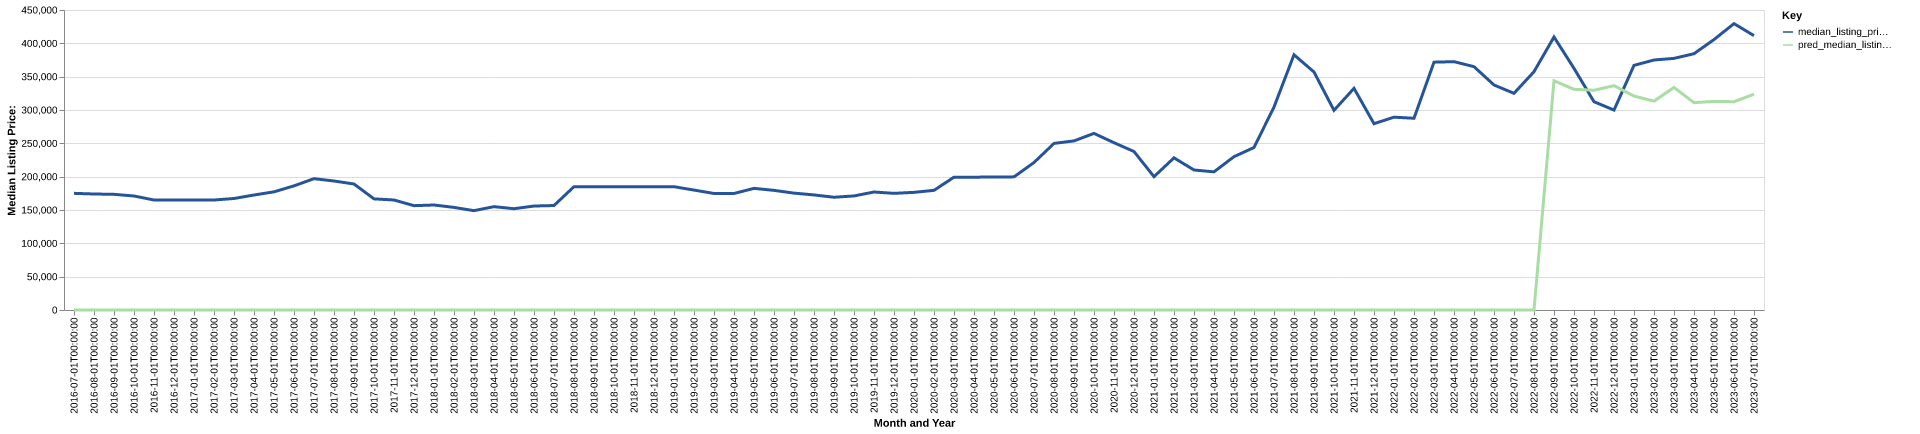 450,000
400,000
350,000
300,000
250,000
200,000
150,000
100,000
50,000
0
Median Listing Price:
2016-07-01T00:00:00
2016-08-01T00:00:00
2016-09-01T00:00:00
2016-10-01T00:00:00
2016-11-01T00:00:00
2016-12-01T00:00:00
2017-01-01T00:00:00
2017-02-01T00:00:00
2017-03-01T00:00:00
2017-04-01T00:00:00
2017-05-01T00:00:00
2017-06-01T00:00:00
2017-07-01T00:00:00
2017-08-01T00:00:00
2017-09-01T00:00:00
2017-10-01T00:00:00
2017-11-01T00:00:00
2017-12-01T00:00:00
2018-01-01T00:00:00
2018-02-01T00:00:00
2018-03-01T00:00:00
2018-04-01T00:00:00
2018-05-01T00:00:00
2018-06-01T00:00:00
2018-07-01T00:00:00
2018-08-01T00:00:00
2018-09-01T00:00:00
2018-10-01T00:00:00
2018-11-01T00:00:00
2018-12-01T00:00:00
2019-01-01T00:00:00
2019-02-01T00:00:00
2019-03-01T00:00:00
2019-04-01T00:00:00
2019-05-01T00:00:00
2019-06-01T00:00:00
2019-07-01T00:00:00
2019-08-01T00:00:00
2019-09-01T00:00:00
2019-10-01T00:00:00
2019-11-01T00:00:00
2019-12-01T00:00:00
2020-01-01T00:00:00
2020-02-01T00:00:00
2020-03-01T00:00:00
2020-04-01T00:00:00
2020-05-01T00:00:00
2020-06-01T00:00:00
2020-07-01T00:00:00
2020-08-01T00:00:00
2020-09-01T00:00:00
2020-10-01T00:00:00
2020-11-01T00:00:00
2020-12-01T00:00:00
2021-01-01T00:00:00
2021-02-01T00:00:00
2021-03-01T00:00:00
2021-04-01T00:00:00
2021-05-01T00:00:00
2021-06-01T00:00:00
2021-07-01T00:00:00
2021-08-01T00:00:00
2021-09-01T00:00:00
2021-10-01T00:00:00
2021-11-01T00:00:00
2021-12-01T00:00:00
2022-01-01T00:00:00
2022-02-01T00:00:00
2022-03-01T00:00:00
2022-04-01T00:00:00
2022-05-01T00:00:00
2022-06-01T00:00:00
2022-07-01T00:00:00
2022-08-01T00:00:00
2022-09-01T00:00:00
2022-10-01T00:00:00
2022-11-01T00:00:00
2022-12-01T00:00:00
2023-01-01T00:00:00
2023-02-01T00:00:00
2023-03-01T00:00:00
2023-04-01T00:00:00
2023-05-01T00:00:00
2023-06-01T00:00:00
2023-07-01T00:00:00
Month and Year
Key
median_listing_pri…
pred_median_listin…